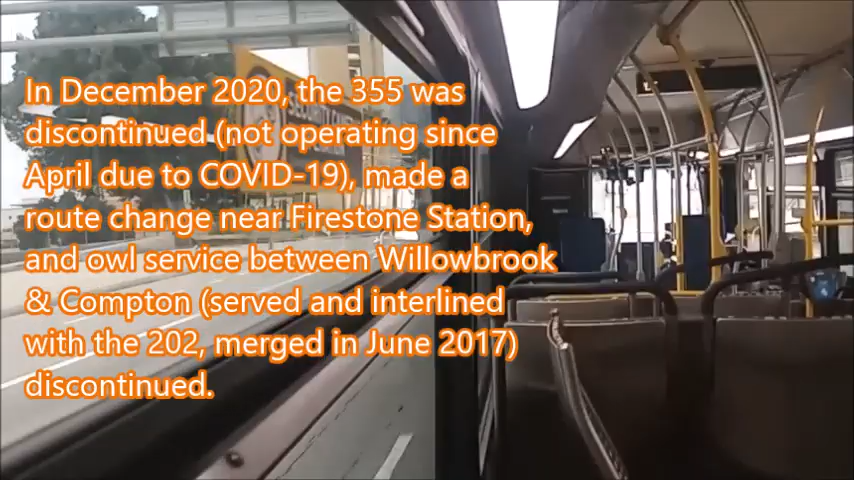 In December 2020, the 355 was
discontinued (not operating since
April due to COVID-19), made a
route change near Firestone Station,
and owl service between Willowbrook
& Compton (served and interlined
with the 202, merged in June 2017)
discontinued.